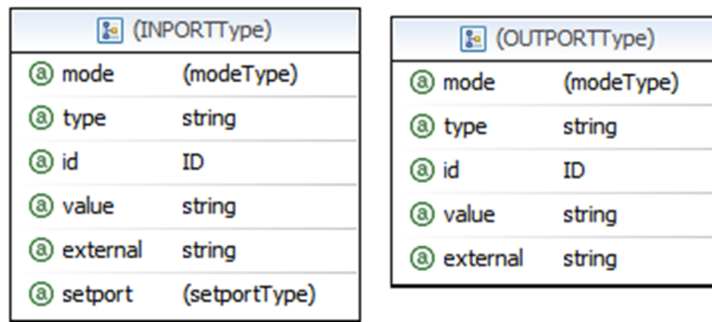 (INPORTType)
mode (modeType)
type string
id ID
value string
external string
setport (setportType)
(OUTPORTType)
mode (modeType)
type string
id ID
value string
external string